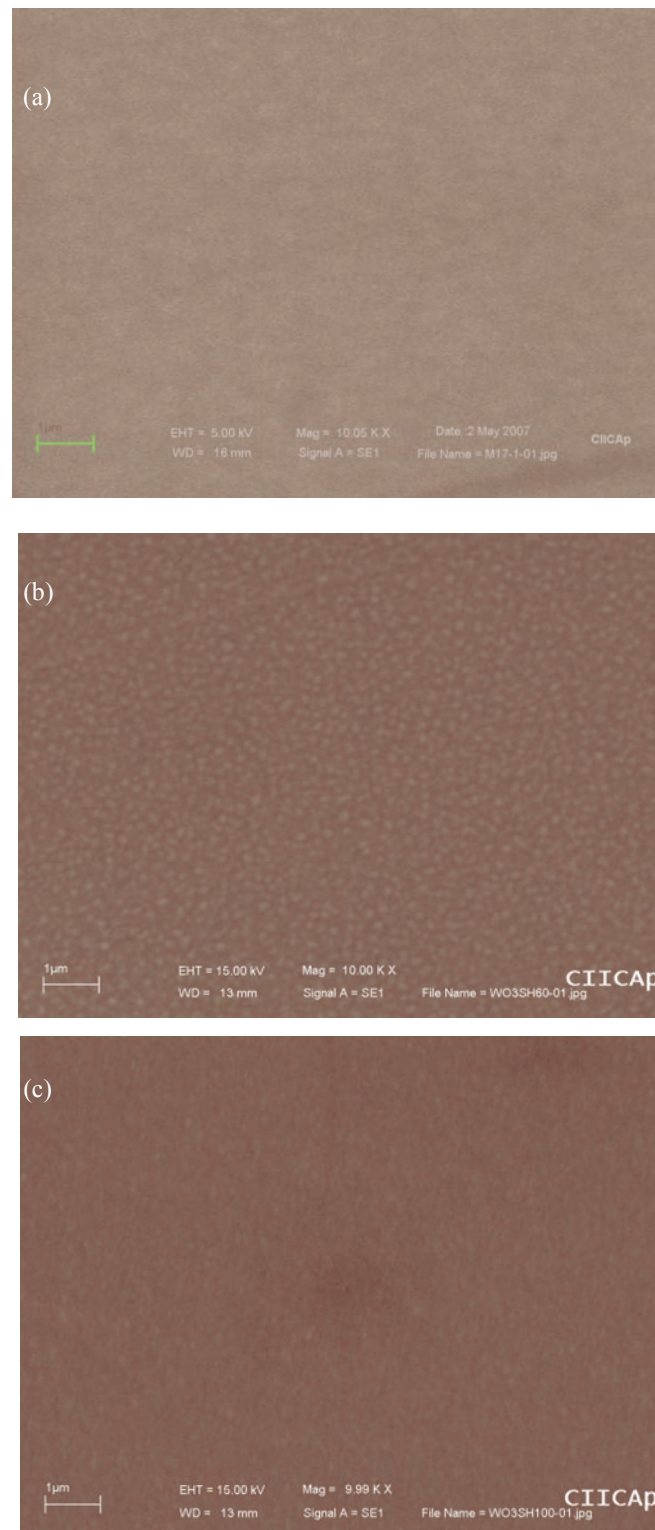 (a)
1µm
EHT = 5.00 kV Mag = 10.05 K X Date :2 May 2007
CIICAp
WD = 16 mm Signal A = SE1 File Name = M17-1-01.jpg
(b)
1µm
EHT = 15.00 kV Mag = 10.00 K X
CIICAp
WD = 13 mm Signal A = SE1 File Name = WO3SH60-01.jpg
(c)
1µm
EHT = 15.00 kV Mag = 9.99 K X
CIICAp
WD = 13 mm Signal A = SE1 File Name = WO3SH100-01.jpg